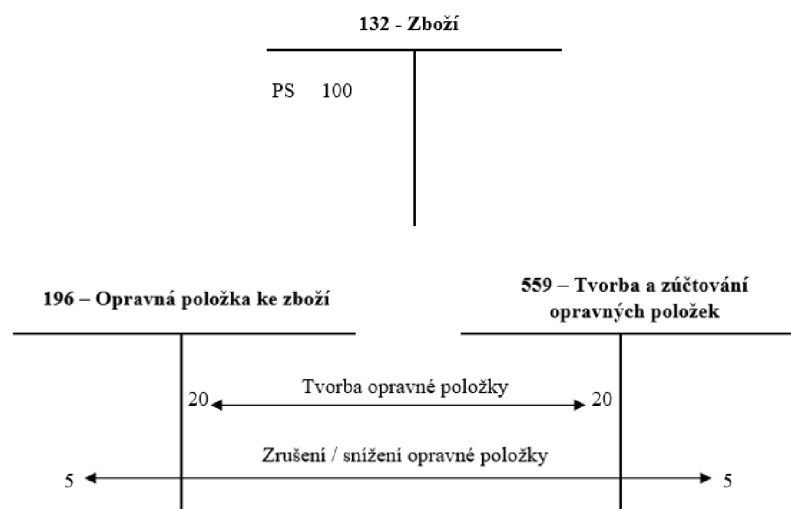 132 - Zboží
PS 100
196 – Opravná položka ke zboží
559 – Tvorba a zúčtování
opravných položek
20 Tvorba opravné položky 20
Zrušení / snížení opravné položky
5 5